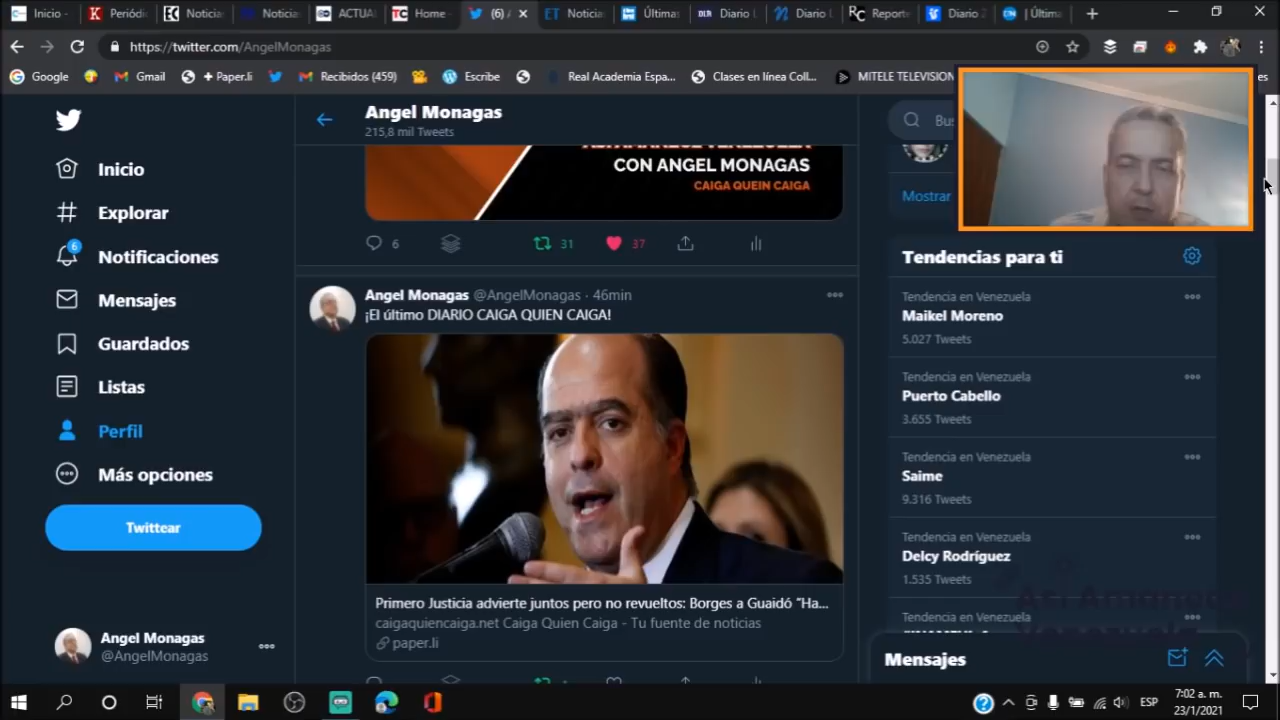 Inicio -
Periódi
Noticia
Noticia
ACTUA
Home -
(6) /
Noticia
Últimas
Diario
Diario
Reporte
Diario 2
| Última
https://twitter.com/AngelMonagas
Google
Gmail
+ Paper.li
Recibidos (459)
Escribe
Real Academia Espa...
Clases en línea Coll...
MITELE TELEVISION
es
Inicio
Explorar
6
Notificaciones
Mensajes
Guardados
Listas
Perfil
Más opciones
Twittear
Angel Monagas
@AngelMonagas
Angel Monagas
215,8 mil Tweets
CON ANGEL MONAGAS
CAIGA QUEIN CAIGA
6
31
37
Angel Monagas @AngelMonagas · 46min
¡El último DIARIO CAIGA QUIEN CAIGA!
Primero Justicia advierte juntos pero no revueltos: Borges a Guaidó “Ha...
caigaquiencaiga.net Caiga Quien Caiga - Tu fuente de noticias
paper.li
Bus
Mostrar
Tendencias para ti
Tendencia en Venezuela
Maikel Moreno
5.027 Tweets
Tendencia en Venezuela
Puerto Cabello
3.655 Tweets
Tendencia en Venezuela
Saime
9.316 Tweets
Tendencia en Venezuela
Delcy Rodríguez
1.535 Tweets
Tendencia en Venezuela
Mensajes
ESP
7:02 a. m.
23/1/2021